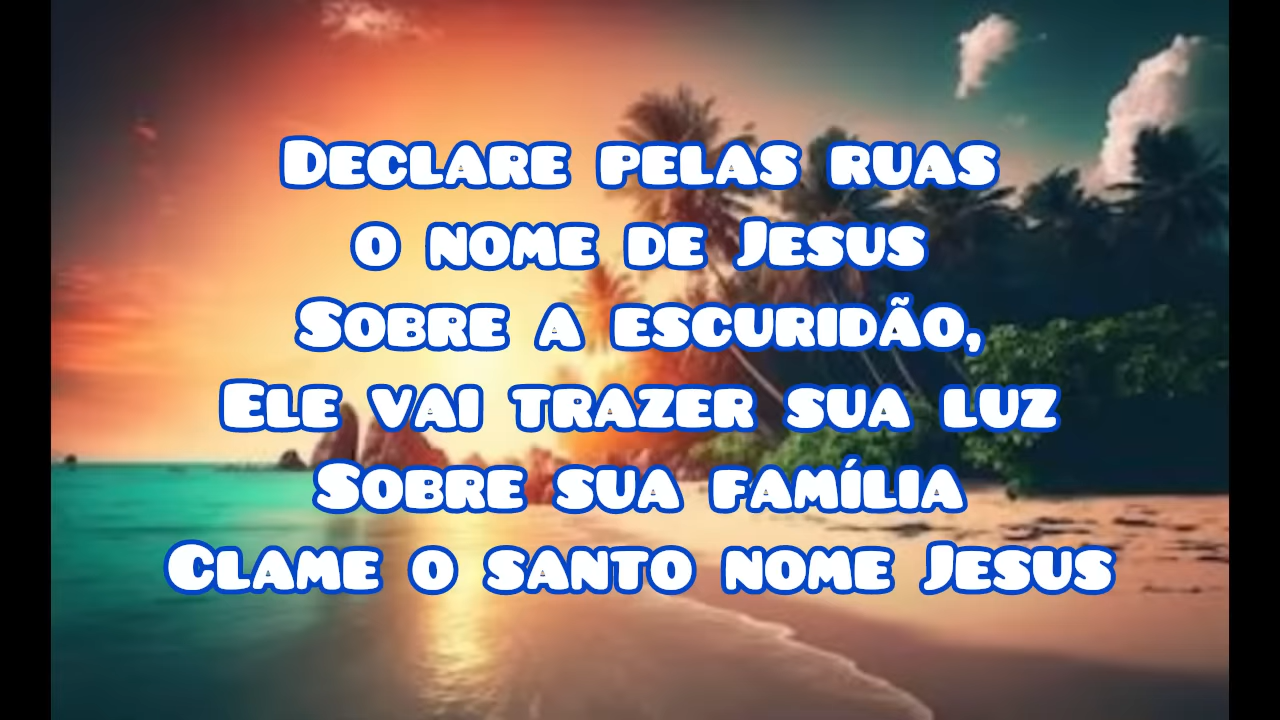 Declare pelas ruas
o nome de Jesus
Sobre a escuridão,
Ele vai trazer sua luz
Sobre sua família
Clame o santo nome Jesus